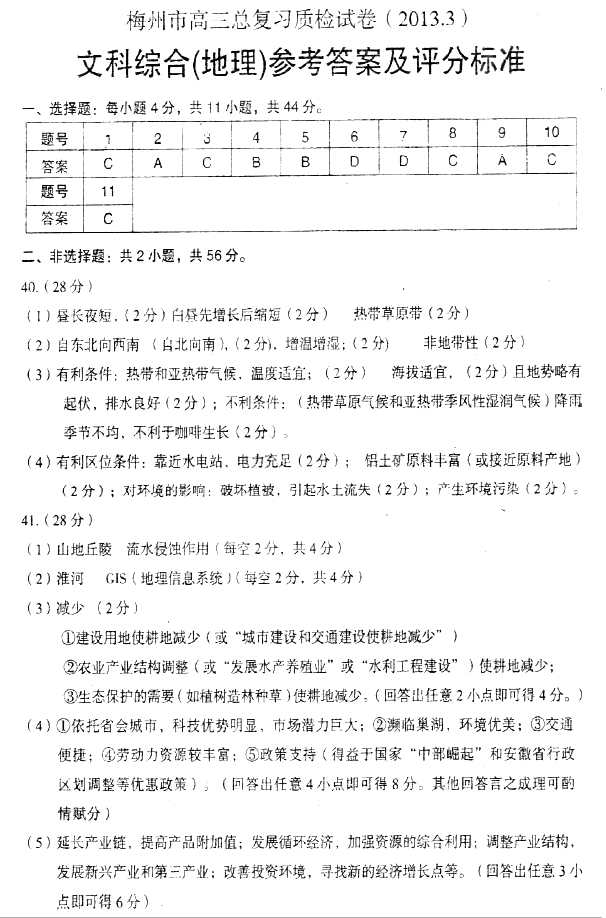 梅州市高三总复习质检试卷（2013.3）
文科综合(地理)参考答案及评分标准
一、选择题：每小题4分，共11小题，共44分。
题号 1 2 3 4 5 6 7 8 9 10
答案 C A C B B D D C A C
题号 11
答案 C
二、非选择题：共2小题，共56分。
40.（28分）
（1）昼长夜短，（2分）白昼先增长后缩短（2分） 热带草原带（2分）
（2）自东北向西南 （自北向南），（2分），增温增湿；（2分） 非地带性（2分）
（3）有利条件：热带和亚热带气候，温度适宜；（2分） 海拔适宜，（2分）且地势略有
起伏，排水良好（2分）；不利条件：（热带草原气候和亚热带季风性湿润气候）降雨
季节不均，不利于咖啡生长（2分）。
（4）有利区位条件：靠近水电站，电力充足（2分）； 铝土矿原料丰富（或接近原料产地）
（2分）；对环境的影响：破坏植被，引起水土流失（2分）；产生环境污染（2分）。
41.（28分）
（1）山地丘陵 流水侵蚀作用（每空2分，共4分）
（2）淮河 GIS（地理信息系统）（每空2分，共4分）
（3）减少 （2分）
①建设用地使耕地减少（或“城市建设和交通建设使耕地减少”）
②农业产业结构调整（或“发展水产养殖业”或“水利工程建设”）使耕地减少；
③生态保护的需要（如植树造林种草）使耕地减少。（回答出任意2小点即可得4分。）
（4）①依托省会城市，科技优势明显，市场潜力巨大；②濒临巢湖，环境优美；③交通
便捷；④劳动力资源较丰富；⑤政策支持（得益于国家“中部崛起”和安徽省行政
区划调整等优惠政策）。（回答出任意4小点即可得8分。其他回答言之成理可酌
情赋分）
（5）延长产业链，提高产品附加值；发展循环经济，加强资源的综合利用；调整产业结构，
发展新兴产业和第三产业；改善投资环境，寻找新的经济增长点等。（回答出任意3小
点即可得6分）